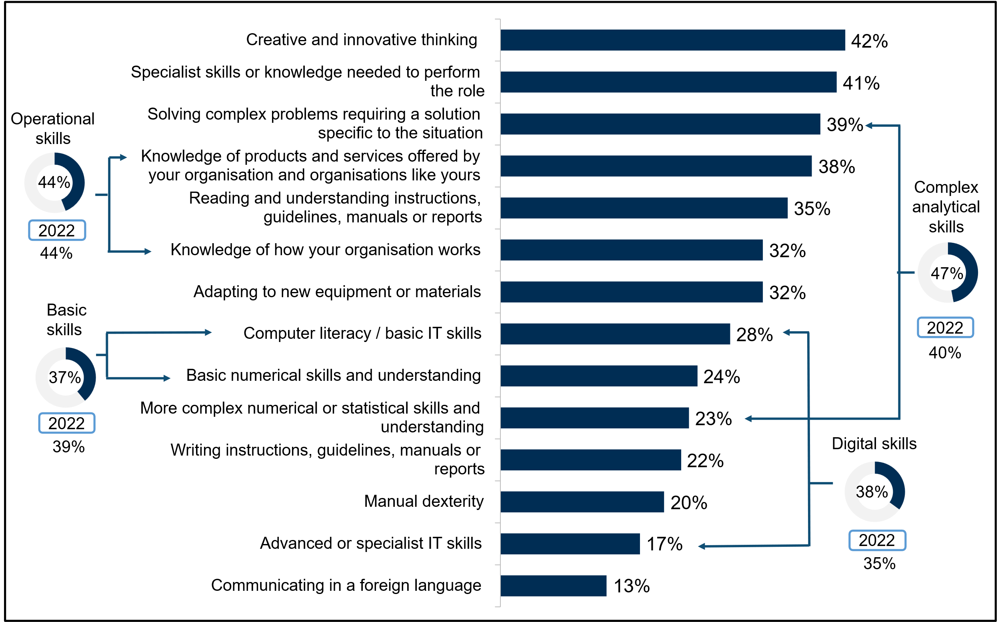 Creative and innovative thinking
42%
Specialist skills or knowledge needed to perform
the role
41%
Solving complex problems requiring a solution
specific to the situation
39%
Knowledge of products and services offered by
your organisation and organisations like yours
38%
Reading and understanding instructions,
guidelines, manuals or reports
35%
Knowledge of how your organisation works
32%
Adapting to new equipment or materials
32%
Computer literacy / basic IT skills
28%
Basic numerical skills and understanding
24%
More complex numerical or statistical skills and
understanding
23%
Writing instructions, guidelines, manuals or
reports
22%
Manual dexterity
20%
Advanced or specialist IT skills
17%
Communicating in a foreign language
13%
Operational
skills
44%
2022
44%
Basic
skills
37%
2022
39%
Complex
analytical
skills
47%
2022
40%
Digital skills
38%
2022
35%